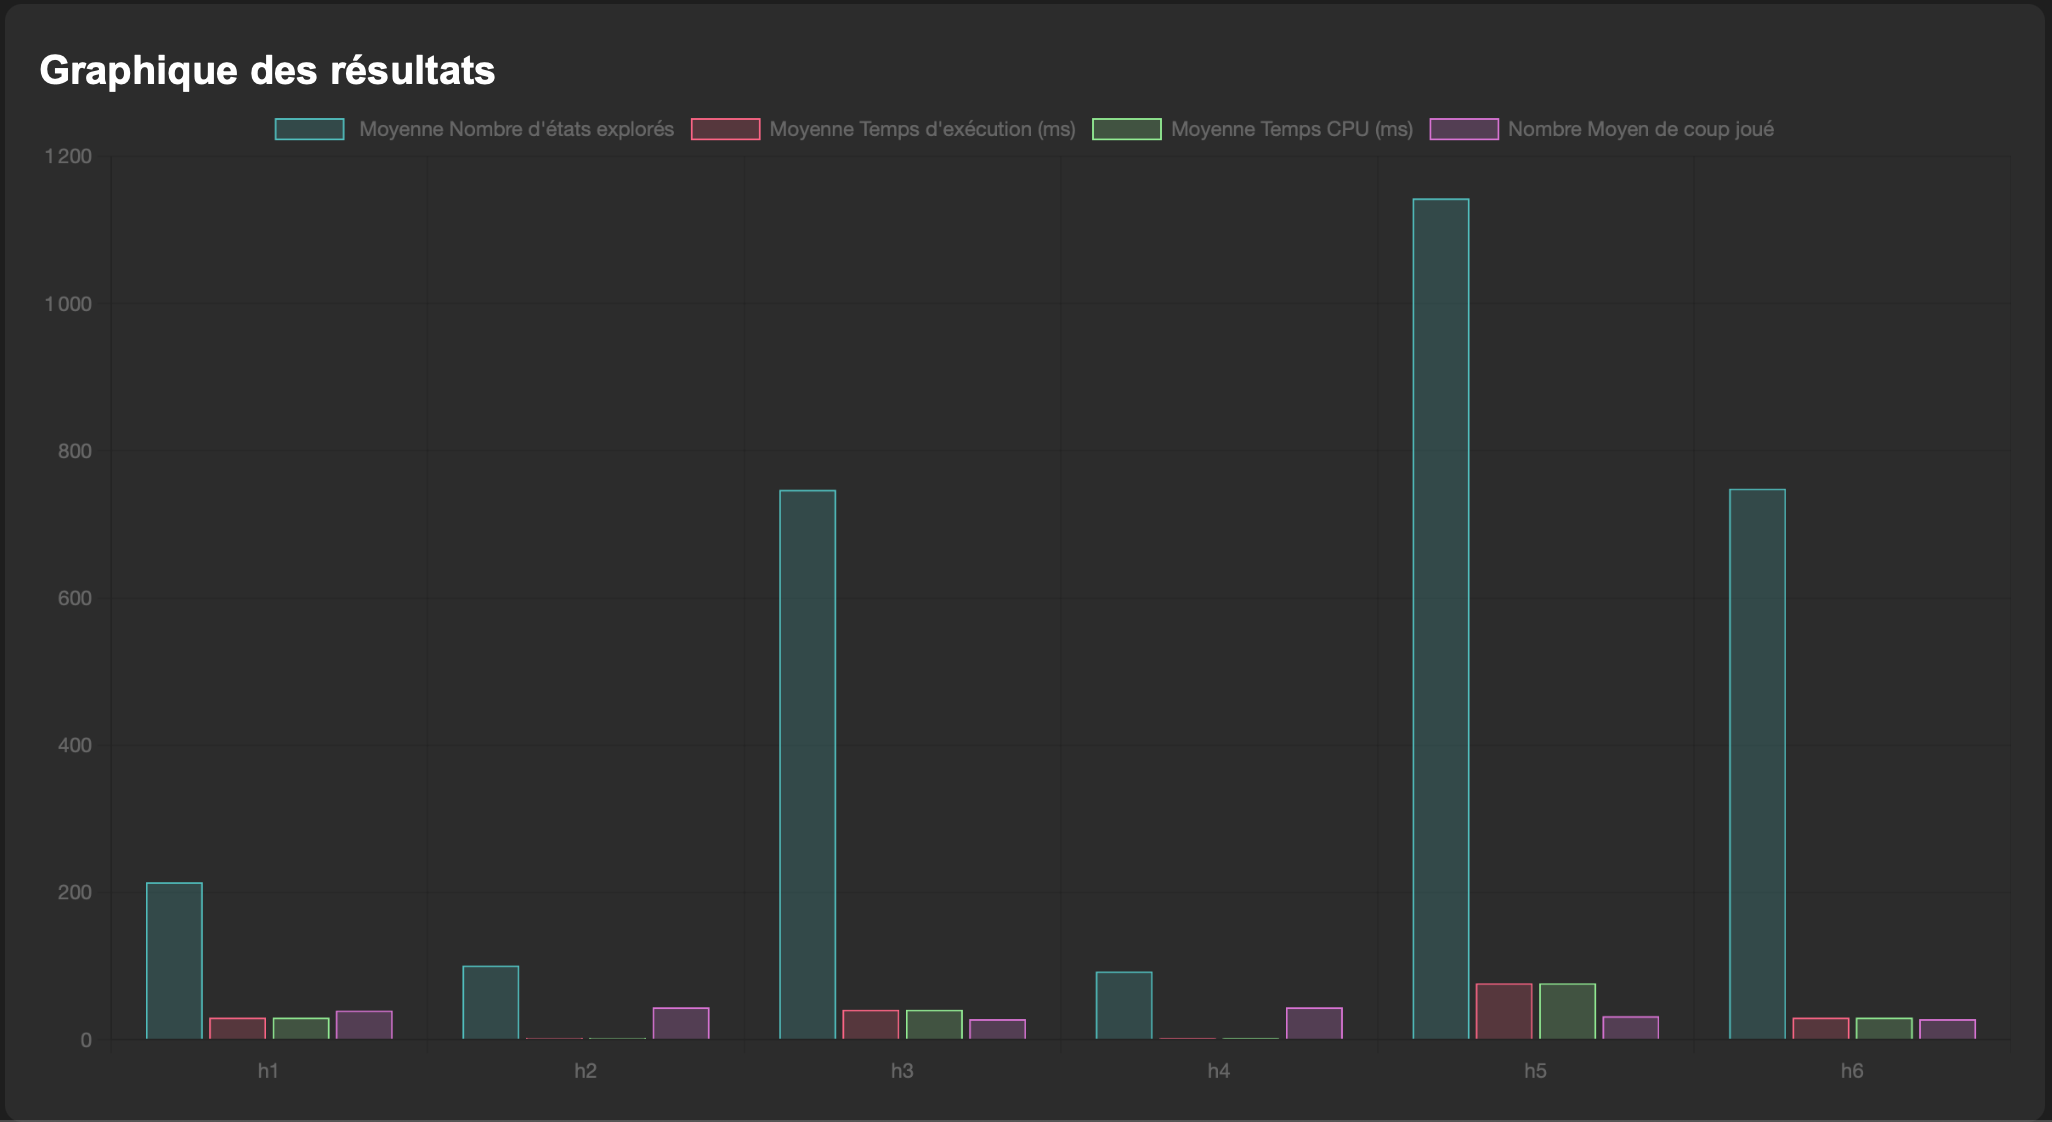 Graphique des résultats
Moyenne Nombre d'états explorés Moyenne Temps d'exécution (ms) Moyenne Temps CPU (ms) Nombre Moyen de coup joué
1 200
1 000
800
600
400
200
0
h1 h2 h3 h4 h5 h6